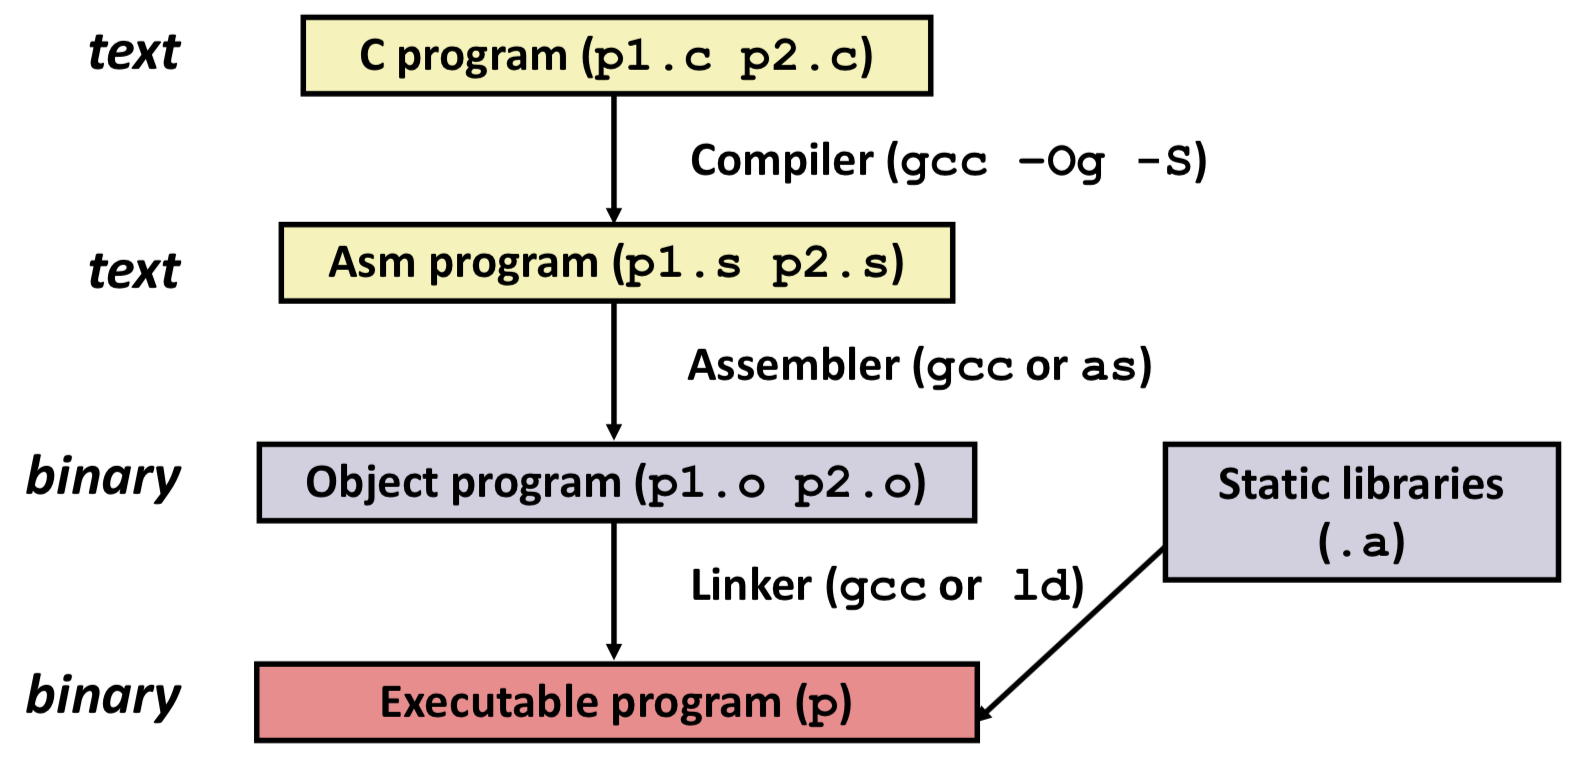 text
C program (p1.c p2.c)
Compiler (gcc –Og -S)
text
Asm program (p1.s p2.s)
Assembler (gcc or as)
binary
Object program (p1.o p2.o)
Static libraries
(.a)
Linker (gcc or ld)
binary
Executable program (p)